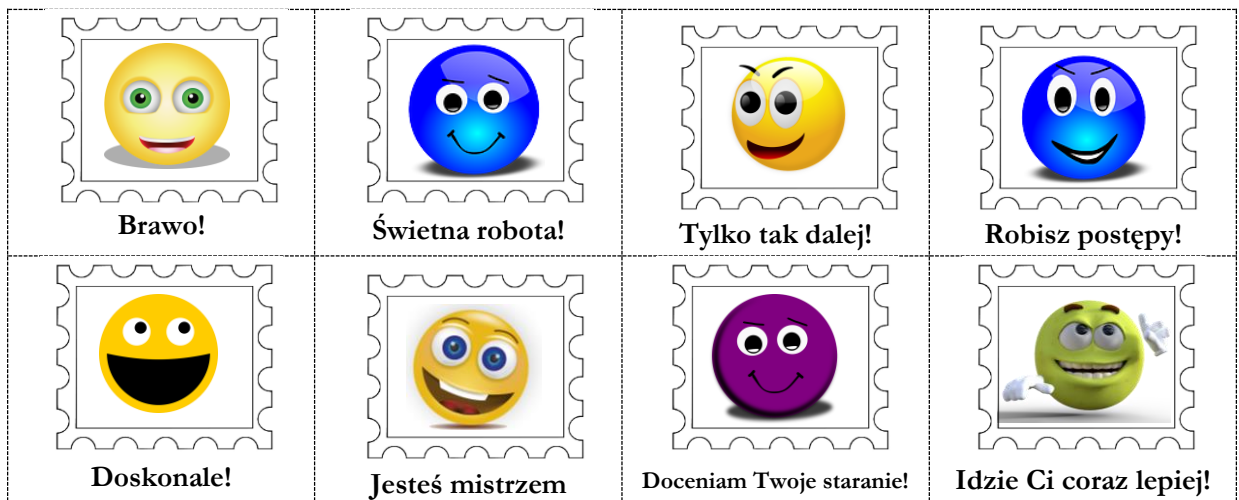 Brawo!
Świetna robota!
Tylko tak dalej!
Robisz postępy!
Doskonale!
Jesteś mistrzem
Doceniam Twoje staranie!
Idzie Ci coraz lepiej!